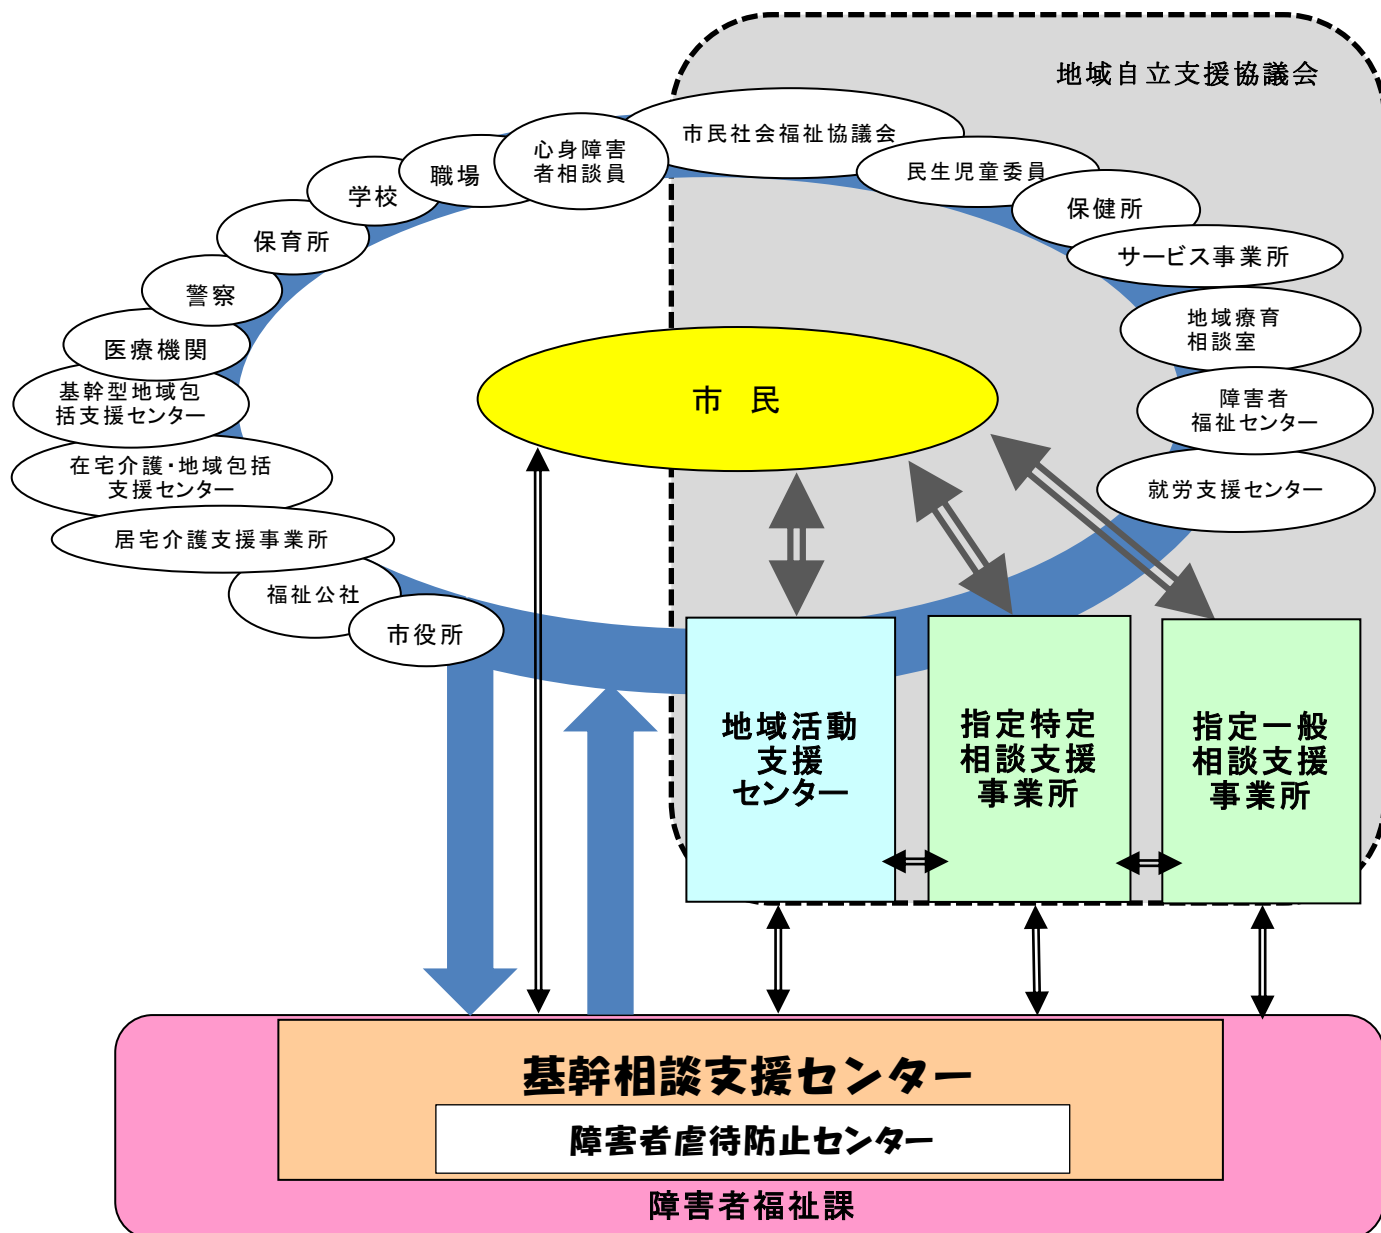 地域自立支援協議会
市民社会福祉協議会
心身障害
者相談員
職場
学校
保育所
警察
医療機関
基幹型地域包
括支援センター
在宅介護・地域包括
支援センター
居宅介護支援事業所
福祉公社
市役所
民生児童委員
保健所
サービス事業所
地域療育
相談室
障害者
福祉センター
就労支援センター
市 民
地域活動
支援
センター
指定特定
相談支援
事業所
指定一般
相談支援
事業所
基幹相談支援センター
障害者虐待防止センター
障害者福祉課